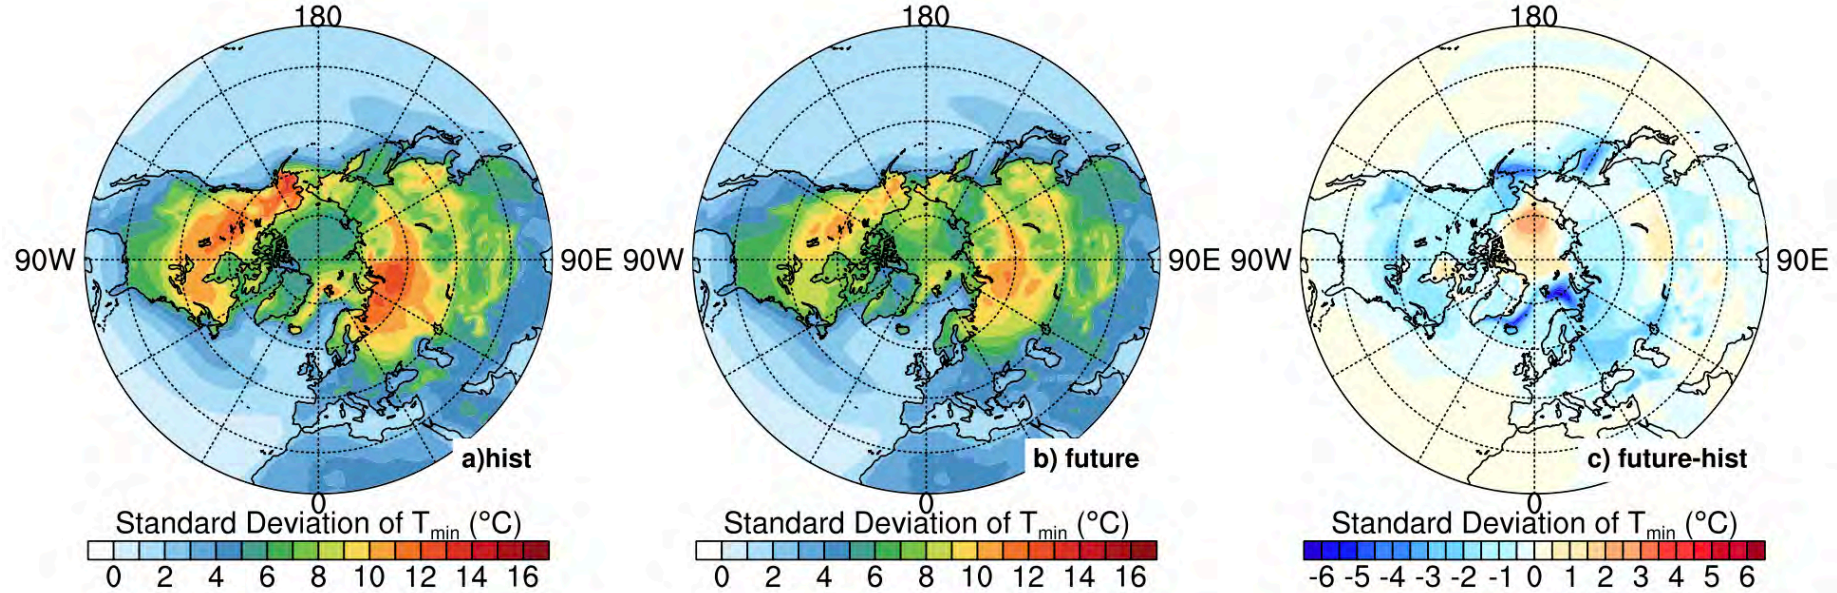 180 180 180
90W 90E 90W 90E 90W 90E
a)hist b) future c) future-hist
0 0 0
Standard Deviation of Tmin (°C) Standard Deviation of Tmin (°C) Standard Deviation of Tmin (°C)
0 2 4 6 8 10 12 14 16 0 2 4 6 8 10 12 14 16 -6 -5 -4 -3 -2 -1 0 1 2 3 4 5 6